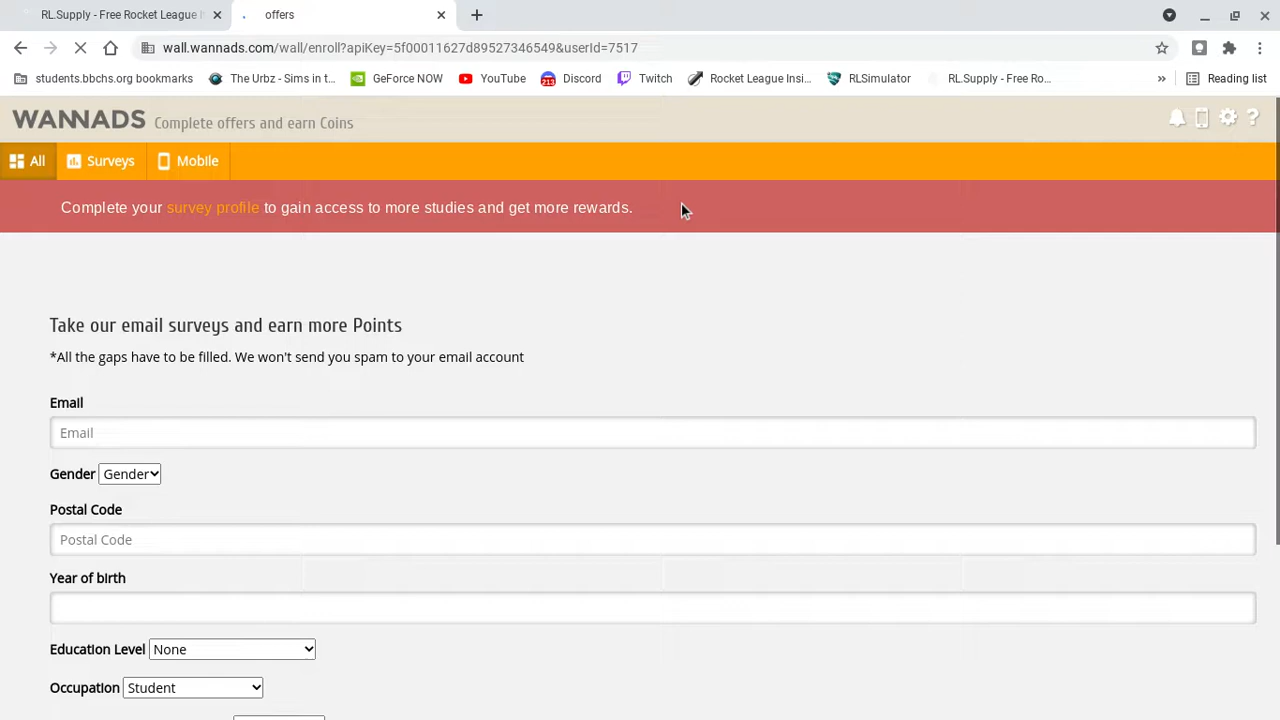 RL.Supply - Free Rocket League I
offers
wall.wannads.com/wall/enroll?apiKey=5f00011627d89527346549&userId=7517
students.bbchs.org bookmarks
The Urbz - Sims in t...
GeForce NOW
YouTube
213
Discord
Twitch
Rocket League Insi...
RLSimulator
RL.Supply - Free Ro...
»
Reading list
WANNADS Complete offers and earn Coins
?
All
Surveys
Mobile
Complete your survey profile to gain access to more studies and get more rewards.
Take our email surveys and earn more Points
*All the gaps have to be filled. We won't send you spam to your email account
Email
Email
Gender Gender
Postal Code
Postal Code
Year of birth
Education Level None
Occupation Student